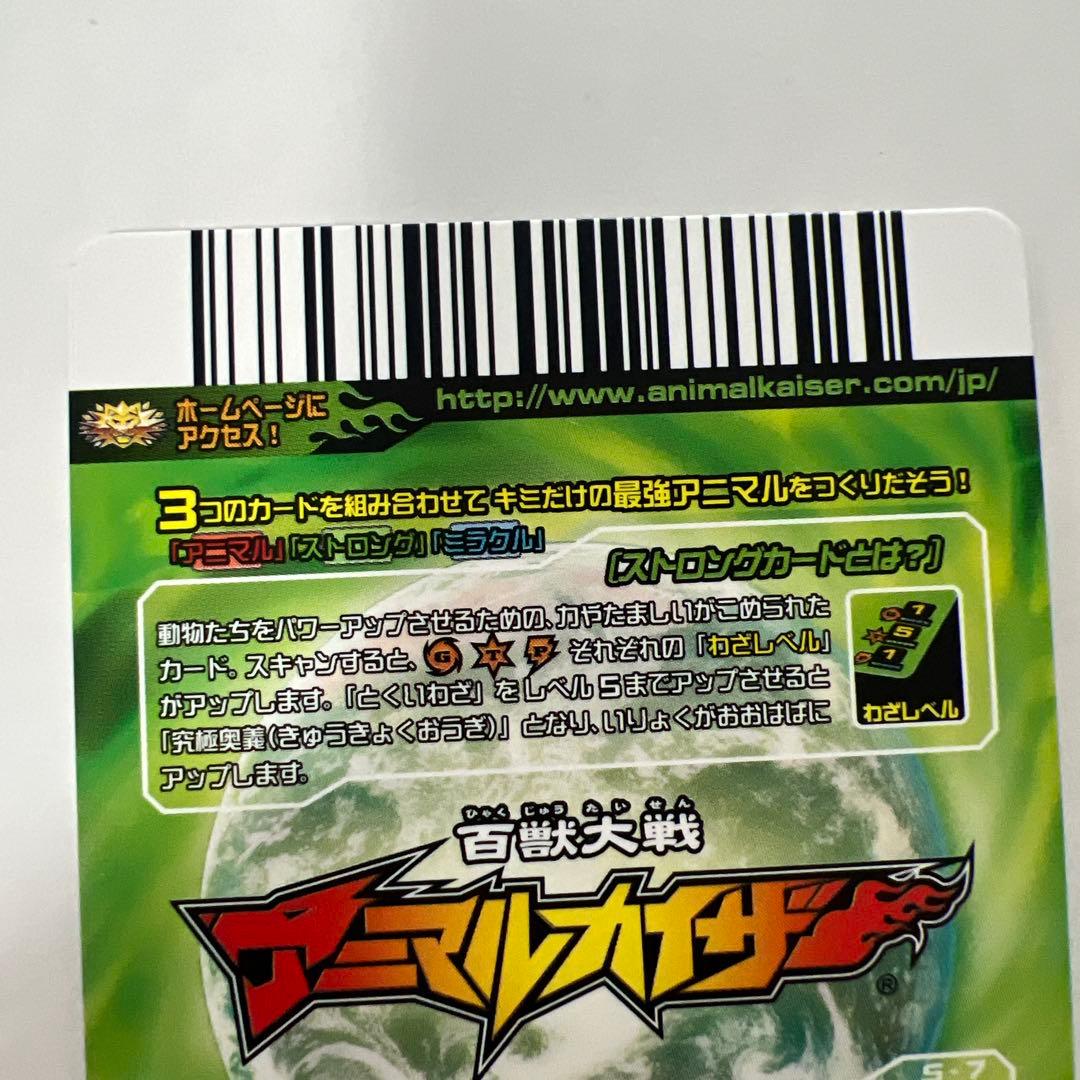 http://www.animalkaiser.com/jp/
ホームページに
アクセス！
3つのカードを組み合わせて キミだけの最強アニマルをつくりだそう！
「アニマル」「ストロング」「ミラクル」
［ストロングカードとは？］
動物たちをパワーアップさせるための、力やたましいがこめられた
カード。スキャンすると、G T P それぞれの「わざレベル」
がアップします。「とくいわざ」をレベル5までアップさせると
「究極奥義(きゅうきょくおうぎ)」となり、いりょくがおおはばに
アップします。
1
5
1
わざレベル
ひゃくじゅうたいせん
百獣大戦
アニマルカイザー
®
S-7